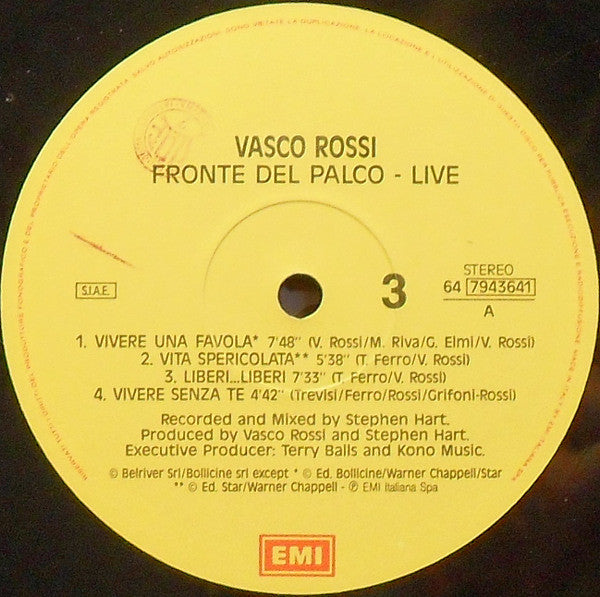 VASCO ROSSI
FRONTE DEL PALCO - LIVE
S.I.A.E.
3
STEREO
64 7943641
A
1. VIVERE UNA FAVOLA* 7'48" (V. Rossi/M. Riva/G. Elmi/V. Rossi)
2. VITA SPERICOLATA** 5'38" (T. Ferro/V. Rossi)
3. LIBERI...LIBERI 7'33" (T. Ferro/V. Rossi)
4. VIVERE SENZA TE 4'42" (Trevisi/Ferro/Rossi/Grifoni-Rossi)
Recorded and Mixed by Stephen Hart.
Produced by Vasco Rossi and Stephen Hart.
Executive Producer: Terry Balls and Kono Music.
© Belriver Srl/Bollicine srl except * © Ed. Bollicine/Warner Chappell/Star
** © Ed. Star/Warner Chappell - ℗ EMI Italiana Spa
EMI